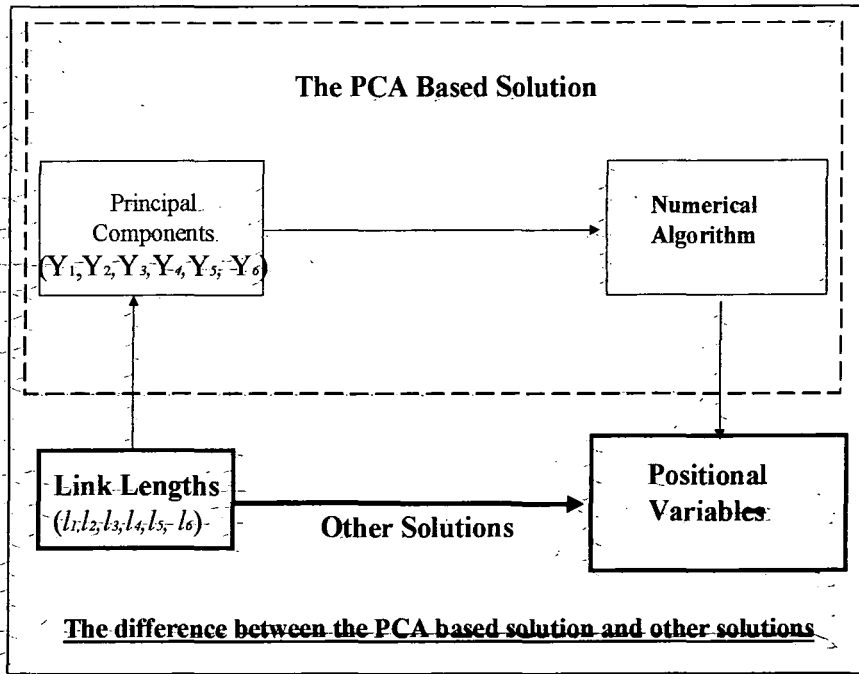 The PCA Based Solution
Principal
Components
(Y1,Y2,Y3,Y4,Y5, Y6)
Numerical
Algorithm
Link Lengths
(l1,l2,l3,l4,l5, l6)
Other Solutions
Positional
Variables
The difference between the PCA based solution and other solutions